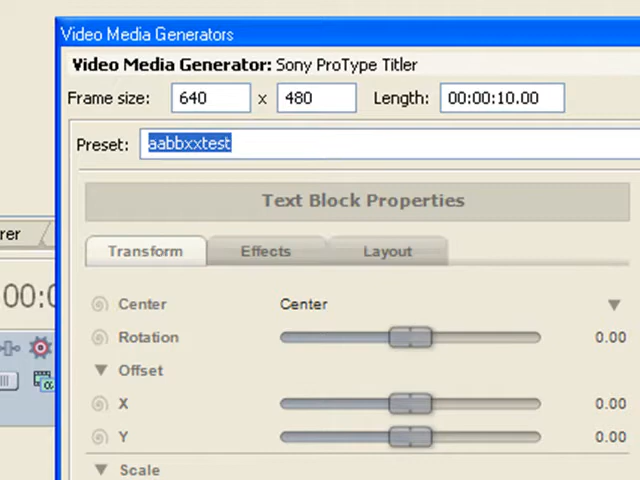 Video Media Generators
Video Media Generator: Sony ProType Titler
Frame size: 640 x 480 Length: 00:00:10.00
Preset: aabbxxtest
Text Block Properties
rer
Transform Effects Layout
00:0
Center Center
Rotation 0.00
Offset
X 0.00
Y 0.00
Scale